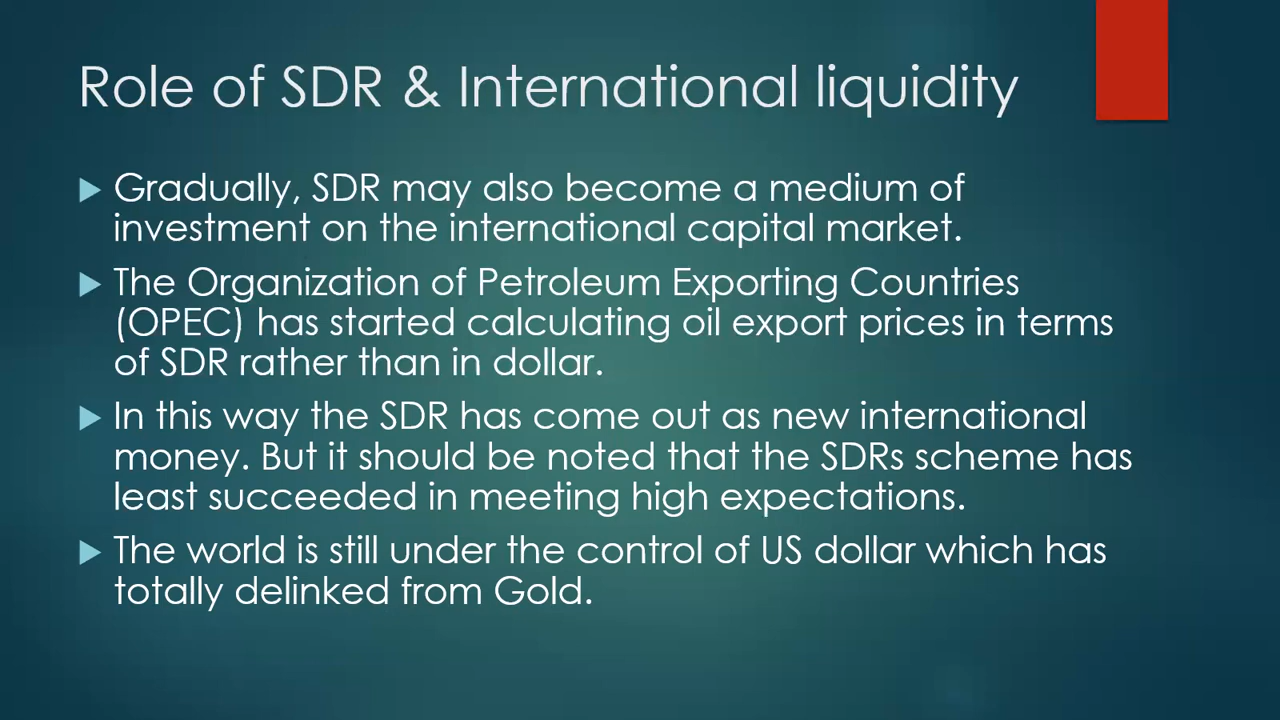 Role of SDR & International liquidity
Gradually, SDR may also become a medium of
investment on the international capital market.
The Organization of Petroleum Exporting Countries
(OPEC) has started calculating oil export prices in terms
of SDR rather than in dollar.
In this way the SDR has come out as new international
money. But it should be noted that the SDRs scheme has
least succeeded in meeting high expectations.
The world is still under the control of US dollar which has
totally delinked from Gold.